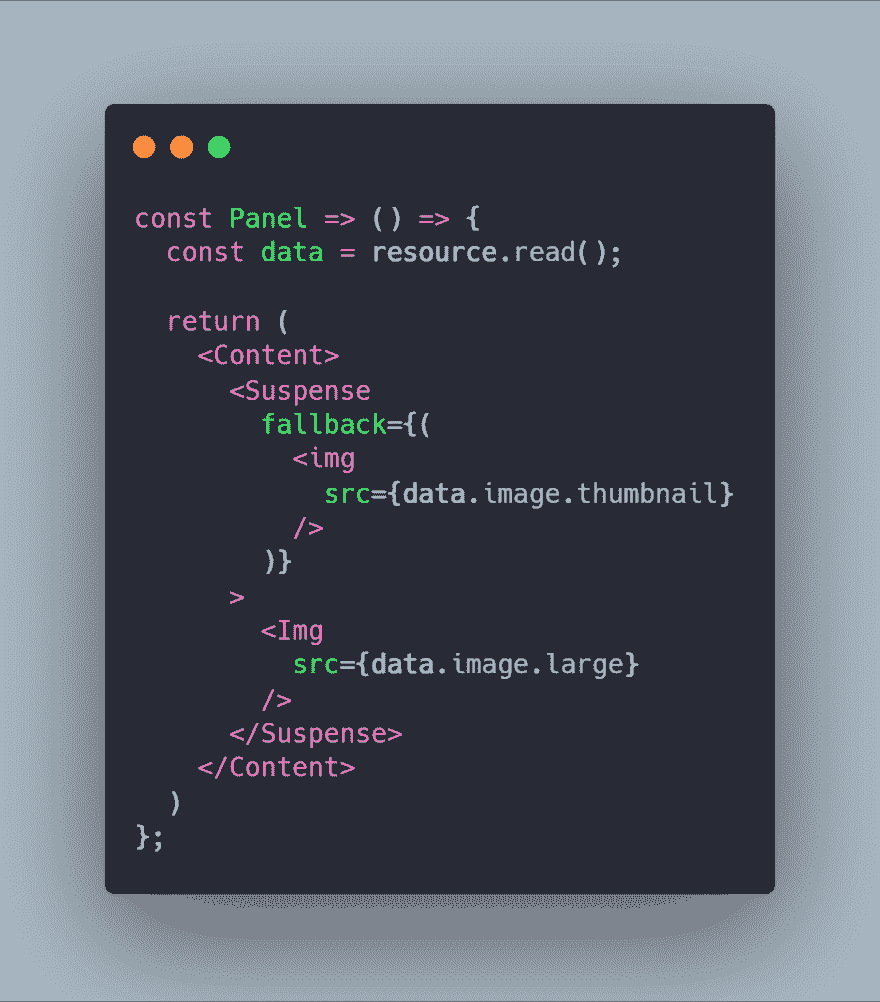 const Panel => () => {
  const data = resource.read();

  return (
    <Content>
      <Suspense
        fallback={(
          <img
            src={data.image.thumbnail}
          />
        )}
      >
        <Img
          src={data.image.large}
        />
      </Suspense>
    </Content>
  )
};